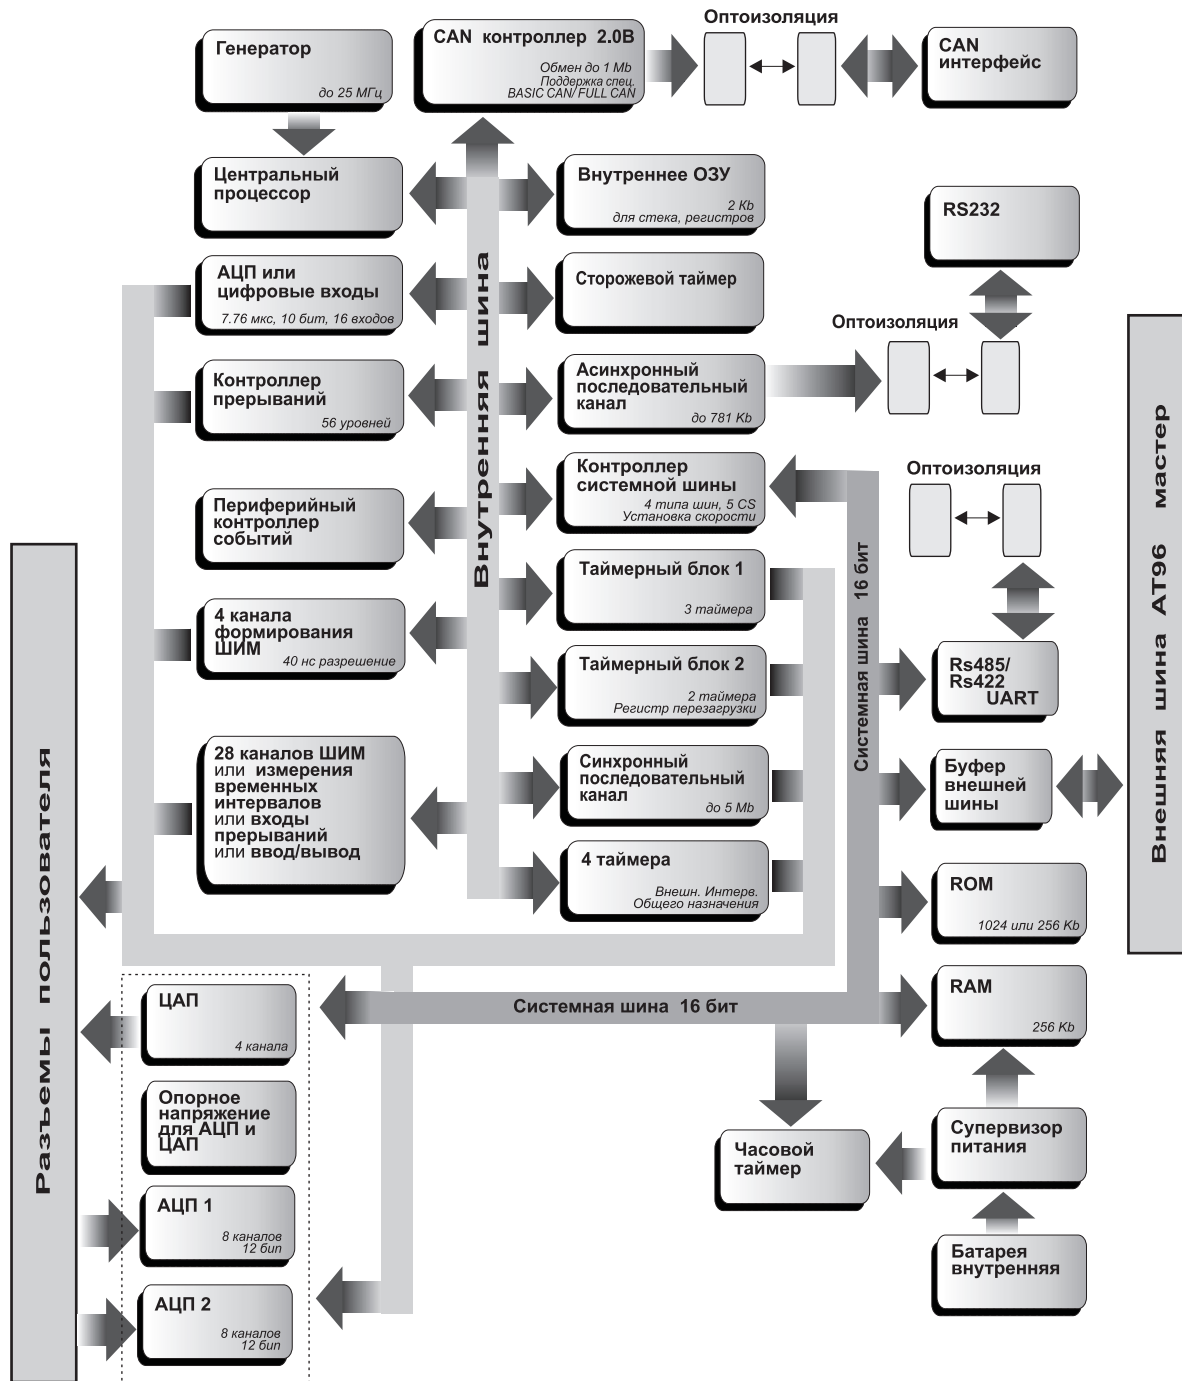 Оптоизоляция
Генератор
до 25 МГц
CAN контроллер 2.0В
Обмен до 1 Mb
Поддержка спец.
BASIC CAN/ FULL CAN
CAN
интерфейс
Центральный
процессор
Внутреннее ОЗУ
2 Kb
для стека, регистров
RS232
АЦП или
цифровые входы
7.76 мкс, 10 бит, 16 входов
Сторожевой таймер
Оптоизоляция
Контроллер
прерываний
56 уровней
Асинхронный
последовательный
канал
до 781 Kb
Внутренняя шина
Контроллер
системной шины
4 типа шин, 5 CS
Установка скорости
Оптоизоляция
Периферийный
контроллер
событий
Таймерный блок 1
3 таймера
4 канала
формирования
ШИМ
40 нс разрешение
Таймерный блок 2
2 таймера
Регистр перезагрузки
Системная шина 16 бит
Rs485/
Rs422
UART
Внешняя шина АТ96 мастер
28 каналов ШИМ
или измерения
временных
интервалов
или входы
прерываний
или ввод/вывод
Синхронный
последовательный
канал
до 5 Mb
Буфер
внешней
шины
4 таймера
Внешн. Интерв.
Общего назначения
ROM
1024 или 256 Kb
Разъемы пользователя
ЦАП
4 канала
Системная шина 16 бит
RAM
256 Kb
Опорное
напряжение
для АЦП и
ЦАП
Часовой
таймер
Супервизор
питания
АЦП 1
8 каналов
12 бип
Батарея
внутренняя
АЦП 2
8 каналов
12 бип